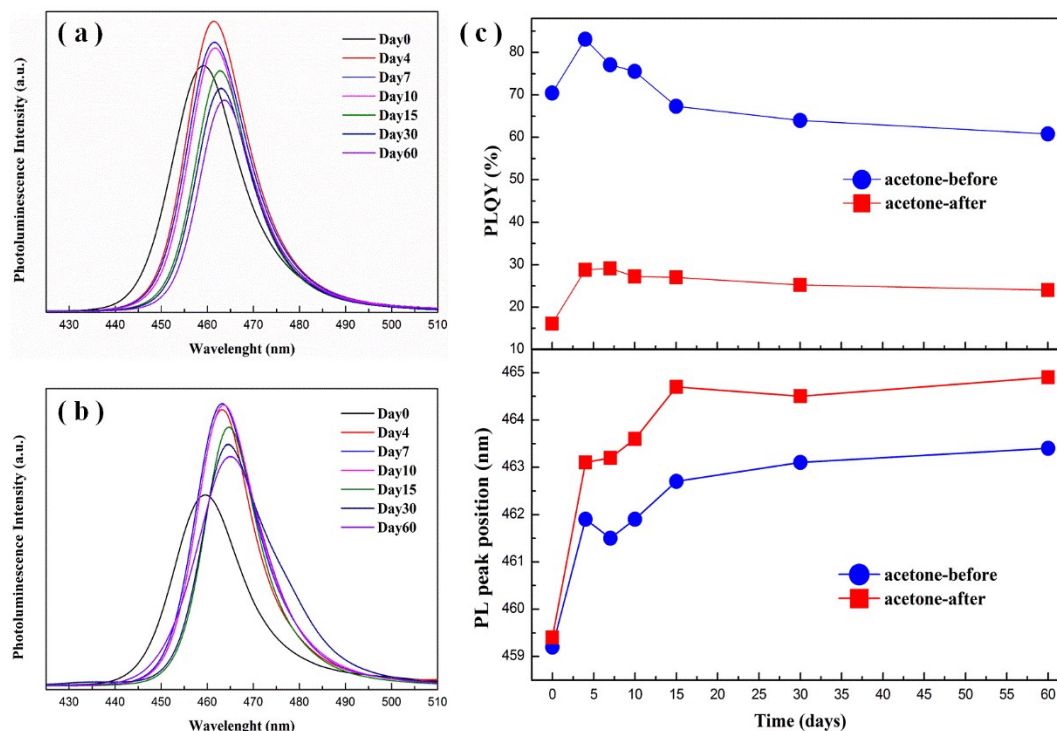 ( a )
Day0
Day4
Day7
Day10
Day15
Day30
Day60
Photoluminescence Intensity (a.u.)
425 430 440 450 460 470 480 490 500 510
Wavelenght (nm)
( b )
Day0
Day4
Day7
Day10
Day15
Day30
Day60
Photoluminescence Intensity (a.u.)
425 430 440 450 460 470 480 490 500 510
Wavelenght (nm)
( c )
80
70
60
50
40
30
20
10
PLQY (%)
acetone-before
acetone-after
465
464
463
462
461
460
459
PL peak position (nm)
acetone-before
acetone-after
0 5 10 15 20 25 30 35 40 45 50 55 60
Time (days)